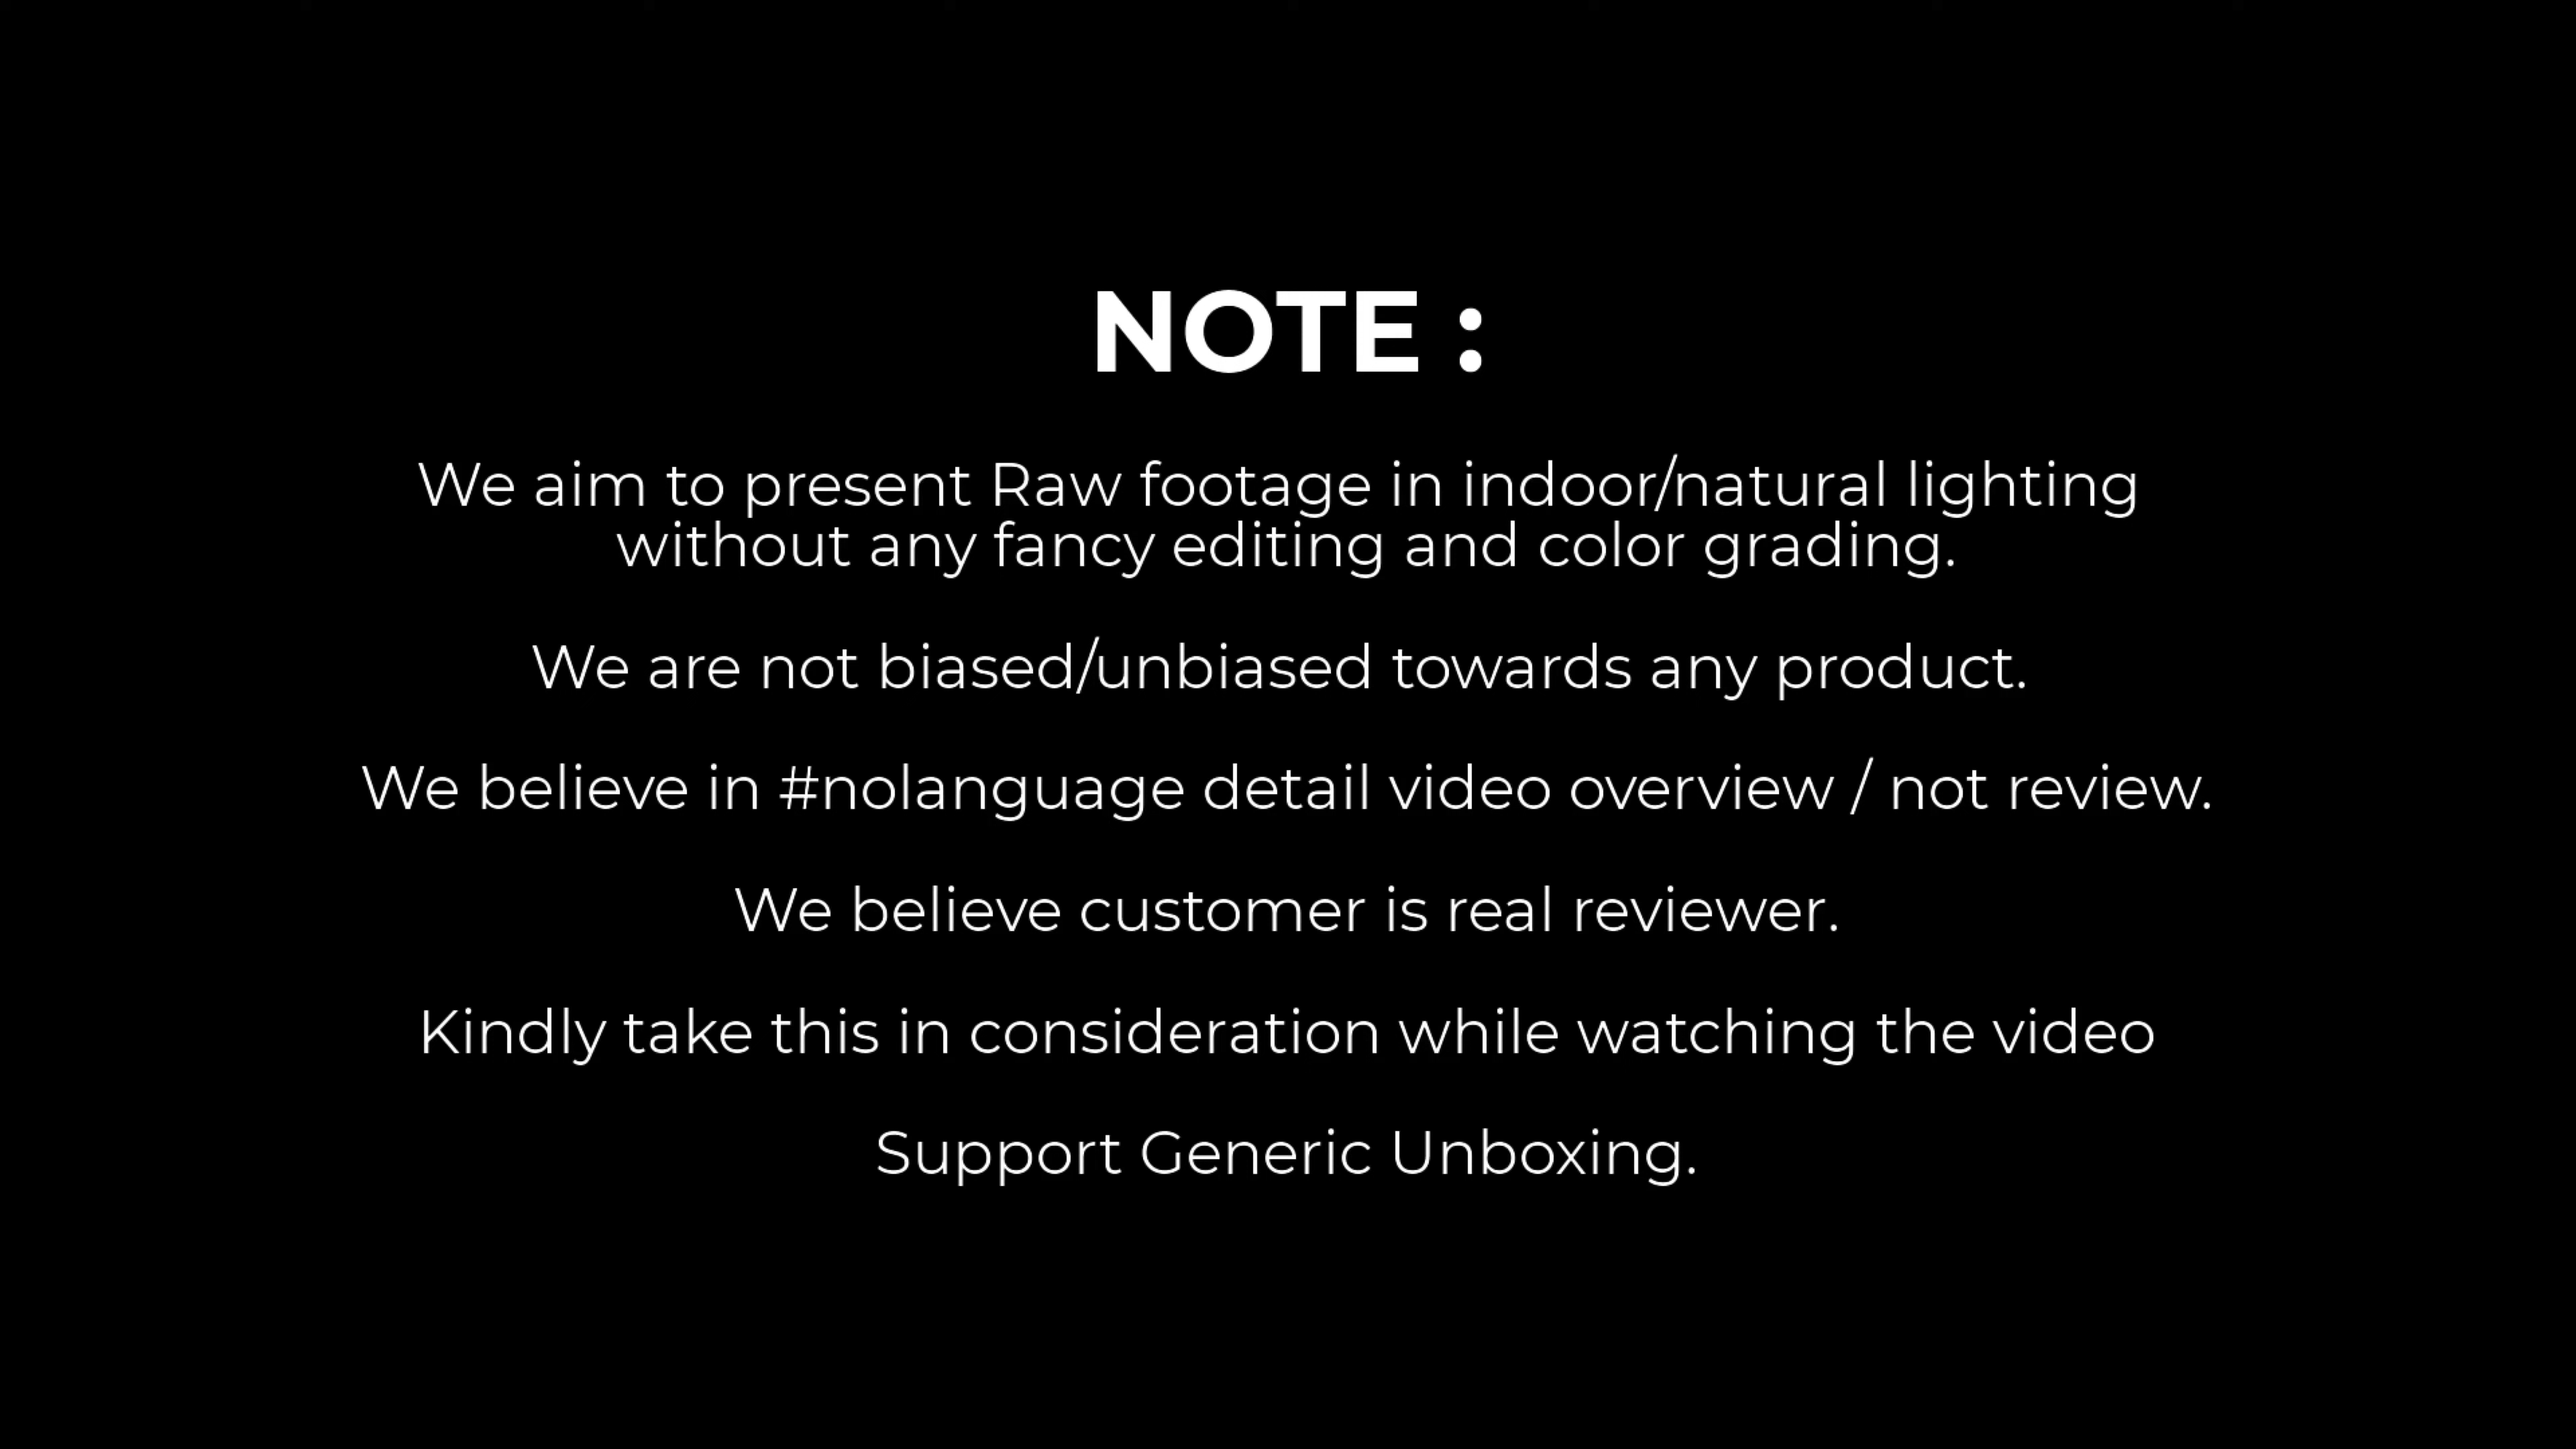 NOTE :
We aim to present Raw footage in indoor/natural lighting
without any fancy editing and color grading.
We are not biased/unbiased towards any product.
We believe in #nolanguage detail video overview / not review.
We believe customer is real reviewer.
Kindly take this in consideration while watching the video
Support Generic Unboxing.